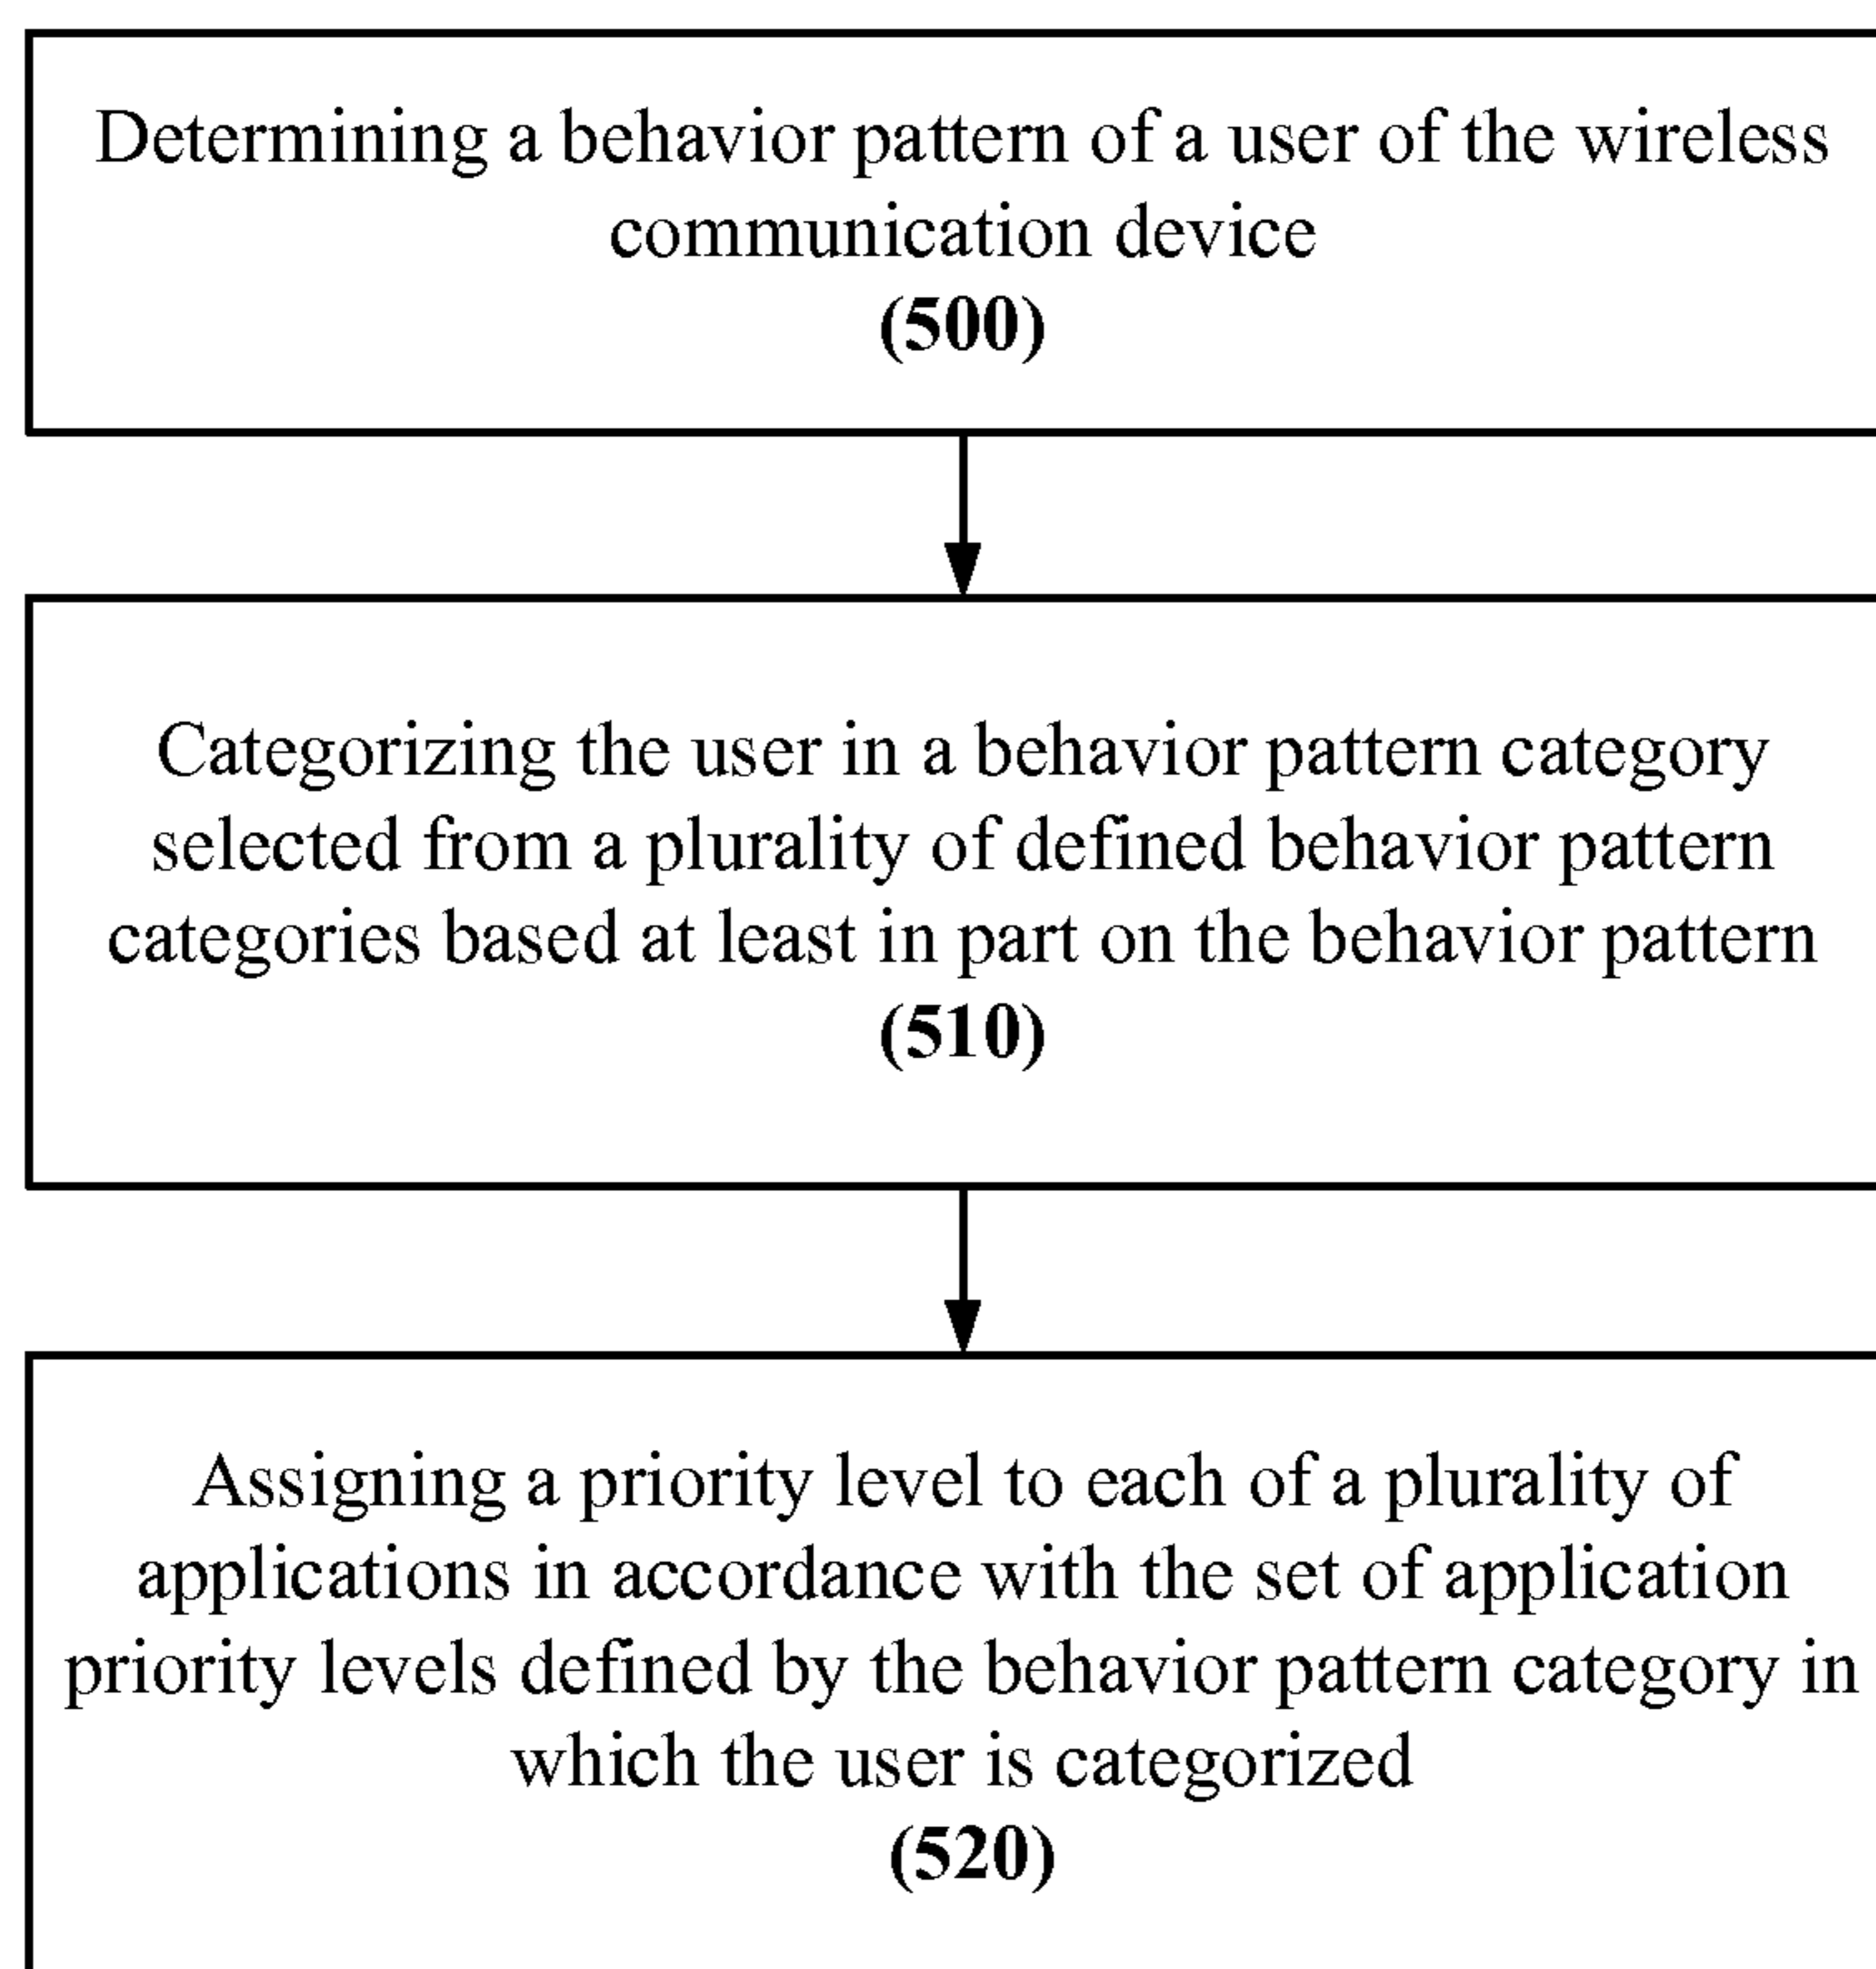 Determining a behavior pattern of a user of the wireless
communication device
(500)
Categorizing the user in a behavior pattern category
selected from a plurality of defined behavior pattern
categories based at least in part on the behavior pattern
(510)
Assigning a priority level to each of a plurality of
applications in accordance with the set of application
priority levels defined by the behavior pattern category in
which the user is categorized
(520)